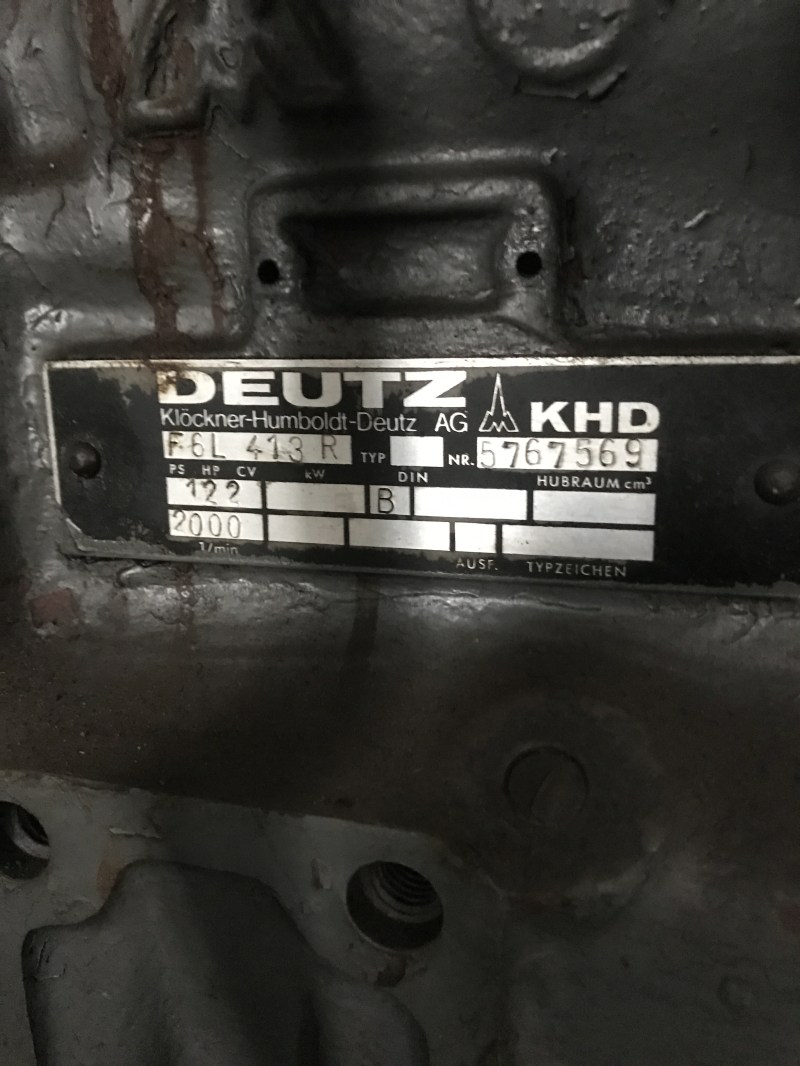 DEUTZ
Klöckner-Humboldt-Deutz AG KHD
F6L 413 R TYP NR. 5767569
PS HP CV kW DIN HUBRAUM cm³
122 B
2000
1/min AUSF. TYPZEICHEN